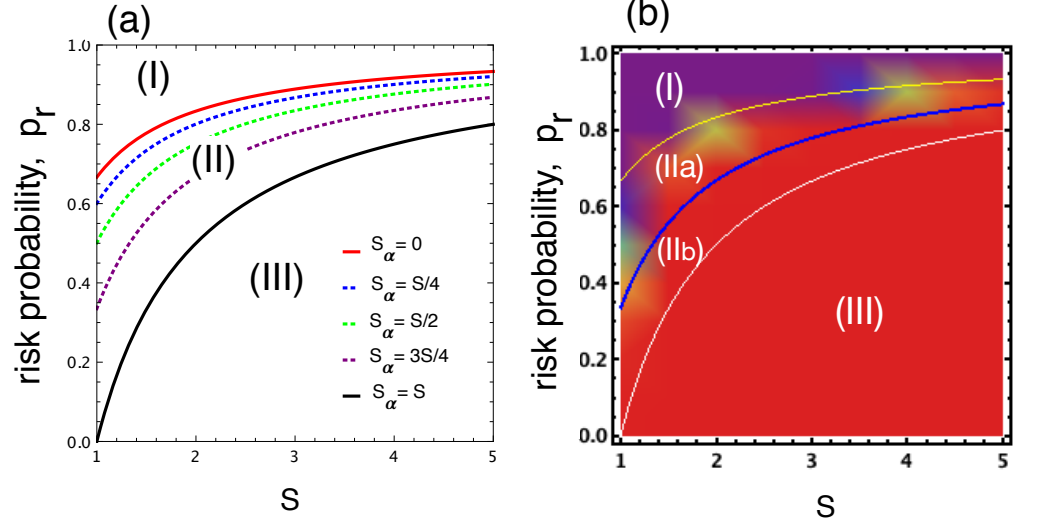 (a)
(I)
(II)
(III)
S_α = 0
S_α = S/4
S_α = S/2
S_α = 3S/4
S_α = S
risk probability, p_r
1.0
0.8
0.6
0.4
0.2
0.0
1 2 3 4 5
S
(b)
(I)
(IIa)
(IIb)
(III)
risk probability, p_r
1.0
0.8
0.6
0.4
0.2
0.0
1 2 3 4 5
S